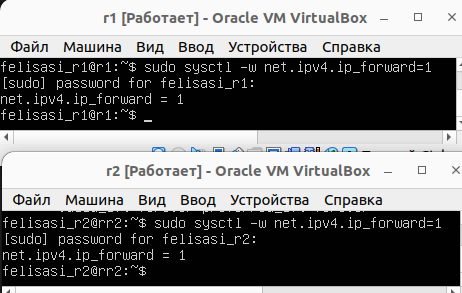 r1 [Работает] - Oracle VM VirtualBox
Файл Машина Вид Ввод Устройства Справка
felisasi_r1@r1:~$ sudo sysctl -w net.ipv4.ip_forward=1
[sudo] password for felisasi_r1:
net.ipv4.ip_forward = 1
felisasi_r1@r1:~$ _
r2 [Работает] - Oracle VM VirtualBox
Файл Машина Вид Ввод Устройства Справка
felisasi_r2@rr2:~$ sudo sysctl -w net.ipv4.ip_forward=1
[sudo] password for felisasi_r2:
net.ipv4.ip_forward = 1
felisasi_r2@rr2:~$